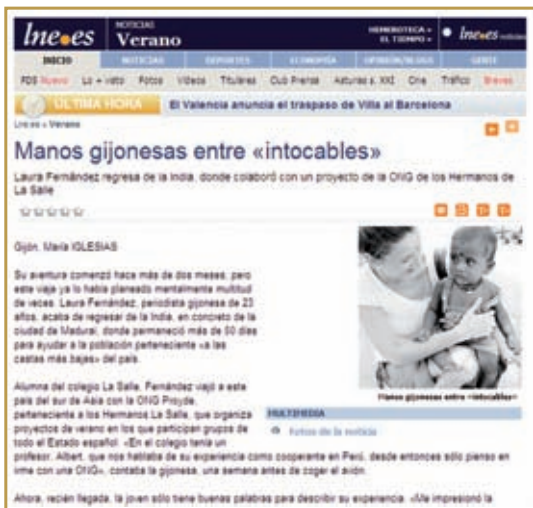 lne.es
NOTICIAS
Verano
HEMEROTECA »
EL TIEMPO »
lne.es
INICIO NOTICIAS DEPORTES ECONOMÍA OPINIÓN/BLOGS GENTE
PDS Nuevo Lo + visto Fotos Vídeos Titulares Club Prensa Asturias s. XXI Cine Tráfico Breves
ÚLTIMA HORA El Valencia anuncia el traspaso de Villa al Barcelona
Lne.es » Verano
Manos gijonesas entre «intocables»
Laura Fernández regresa de la India, donde colaboró con un proyecto de la ONG de los Hermanos de
La Salle
Gijón, María IGLESIAS
Su aventura comenzó hace más de dos meses, pero
este viaje ya lo había planeado mentalmente multitud
de veces. Laura Fernández, periodista gijonesa de 23
años, acaba de regresar de la India, en concreto de la
ciudad de Madurai, donde permaneció más de 50 días
para ayudar a la población perteneciente «a las
castas más bajas» del país.
Manos gijonesas entre «intocables»
Alumna del colegio La Salle, Fernández viajó a este
país del sur de Asia con la ONG Proyde,
perteneciente a los Hermanos La Salle, que organiza
proyectos de verano en los que participan grupos de
todo el Estado español. «En el colegio tenía un
MULTIMEDIA
Fotos de la noticia
profesor, Albert, que nos hablaba de su experiencia como cooperante en Perú, desde entonces sólo pienso en
irme con una ONG», contaba la gijonesa, una semana antes de coger el avión.
Ahora, recién llegada, la joven sólo tiene buenas palabras para describir su experiencia. «Me impresionó la